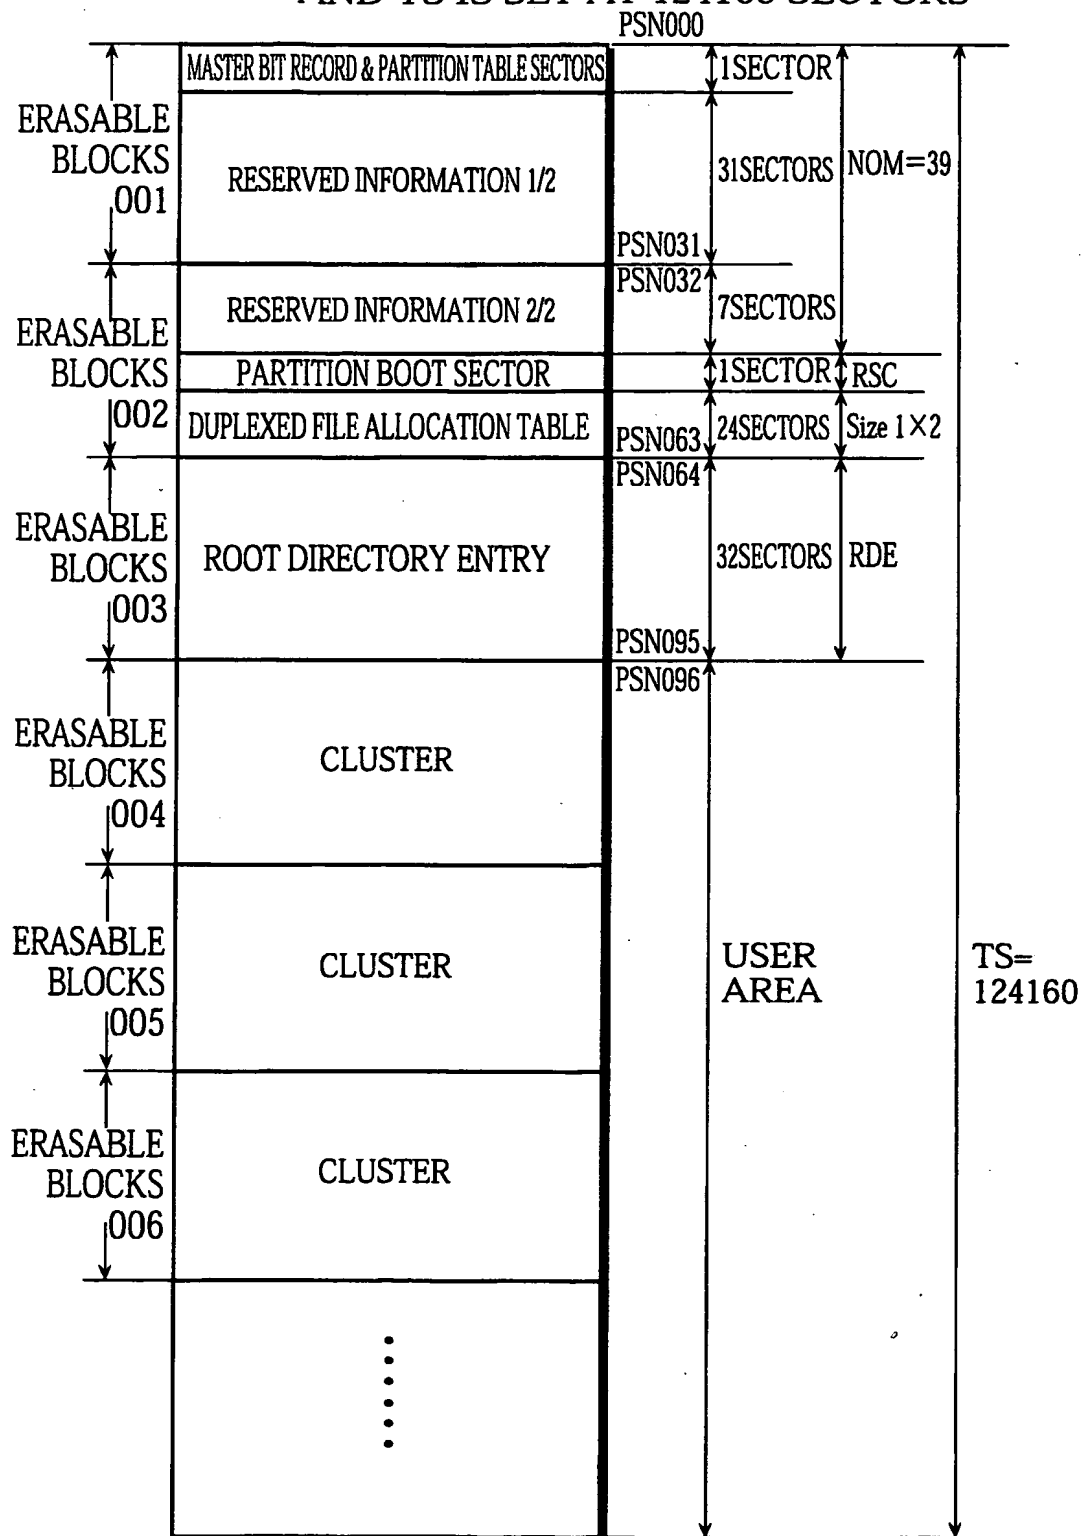 PSN000
MASTER BIT RECORD & PARTITION TABLE SECTORS
1SECTOR
ERASABLE
BLOCKS
001
RESERVED INFORMATION 1/2
31SECTORS
NOM=39
PSN031
PSN032
ERASABLE
BLOCKS
002
RESERVED INFORMATION 2/2
7SECTORS
PARTITION BOOT SECTOR
1SECTOR
RSC
DUPLEXED FILE ALLOCATION TABLE
PSN063
24SECTORS
Size 1×2
PSN064
ERASABLE
BLOCKS
003
ROOT DIRECTORY ENTRY
32SECTORS
RDE
PSN095
PSN096
ERASABLE
BLOCKS
004
CLUSTER
ERASABLE
BLOCKS
005
CLUSTER
USER
AREA
TS=
124160
ERASABLE
BLOCKS
006
CLUSTER